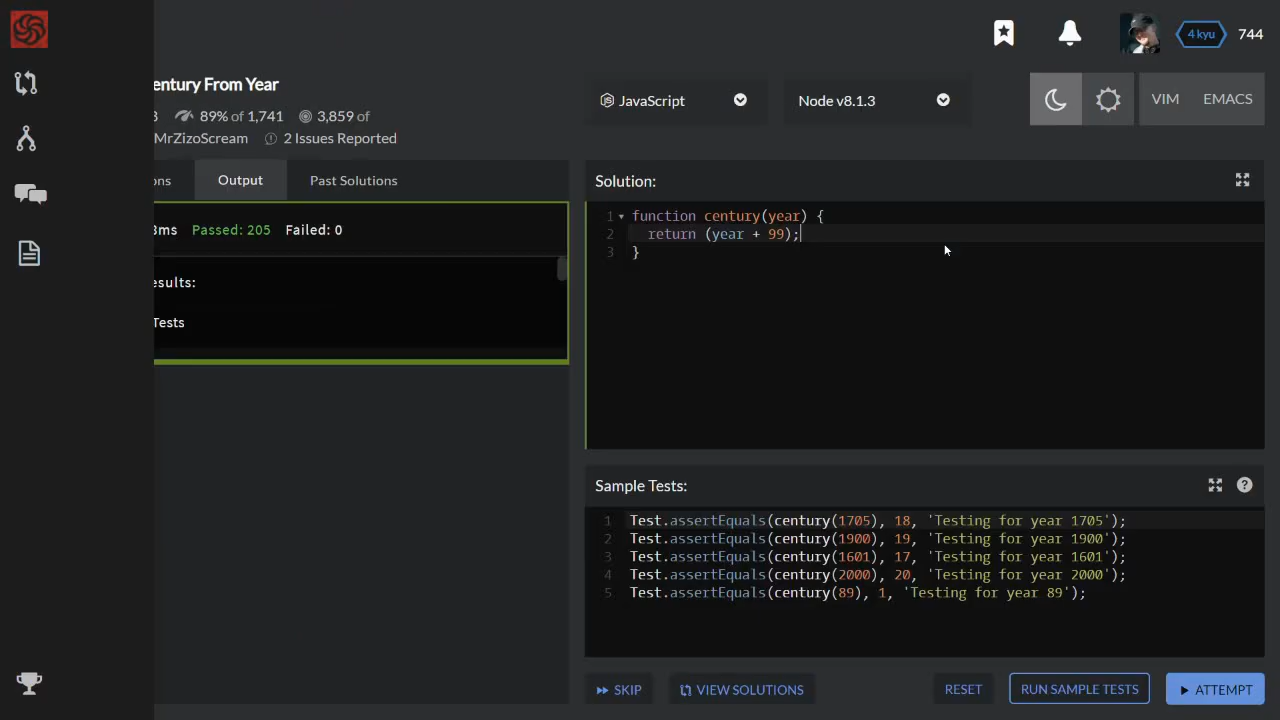 4 kyu 744
entury From Year
JavaScript Node v8.1.3 VIM EMACS
89% of 1,741 3,859 of
MrZizoScream 2 Issues Reported
ons Output Past Solutions
Solution:
1 function century(year) {
2 return (year + 99);
3 }
3ms Passed: 205 Failed: 0
esults:
Tests
Sample Tests:
1 Test.assertEquals(century(1705), 18, 'Testing for year 1705');
2 Test.assertEquals(century(1900), 19, 'Testing for year 1900');
3 Test.assertEquals(century(1601), 17, 'Testing for year 1601');
4 Test.assertEquals(century(2000), 20, 'Testing for year 2000');
5 Test.assertEquals(century(89), 1, 'Testing for year 89');
SKIP VIEW SOLUTIONS RESET RUN SAMPLE TESTS ATTEMPT